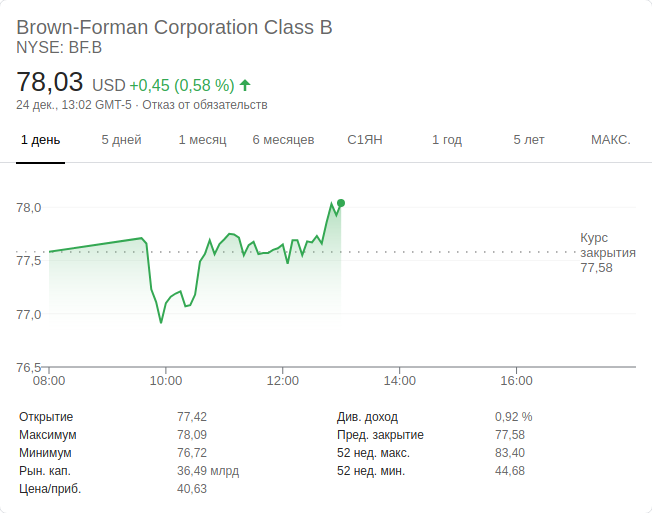 Brown-Forman Corporation Class B
NYSE: BF.B
78,03 USD +0,45 (0,58 %)
24 дек., 13:02 GMT-5 · Отказ от обязательств
1 день 5 дней 1 месяц 6 месяцев С1ЯН 1 год 5 лет МАКС.
78,0
77,5
77,0
76,5
Курс
закрытия
77,58
08:00 10:00 12:00 14:00 16:00
Открытие 77,42 Див. доход 0,92 %
Максимум 78,09 Пред. закрытие 77,58
Минимум 76,72 52 нед. макс. 83,40
Рын. кап. 36,49 млрд 52 нед. мин. 44,68
Цена/приб. 40,63